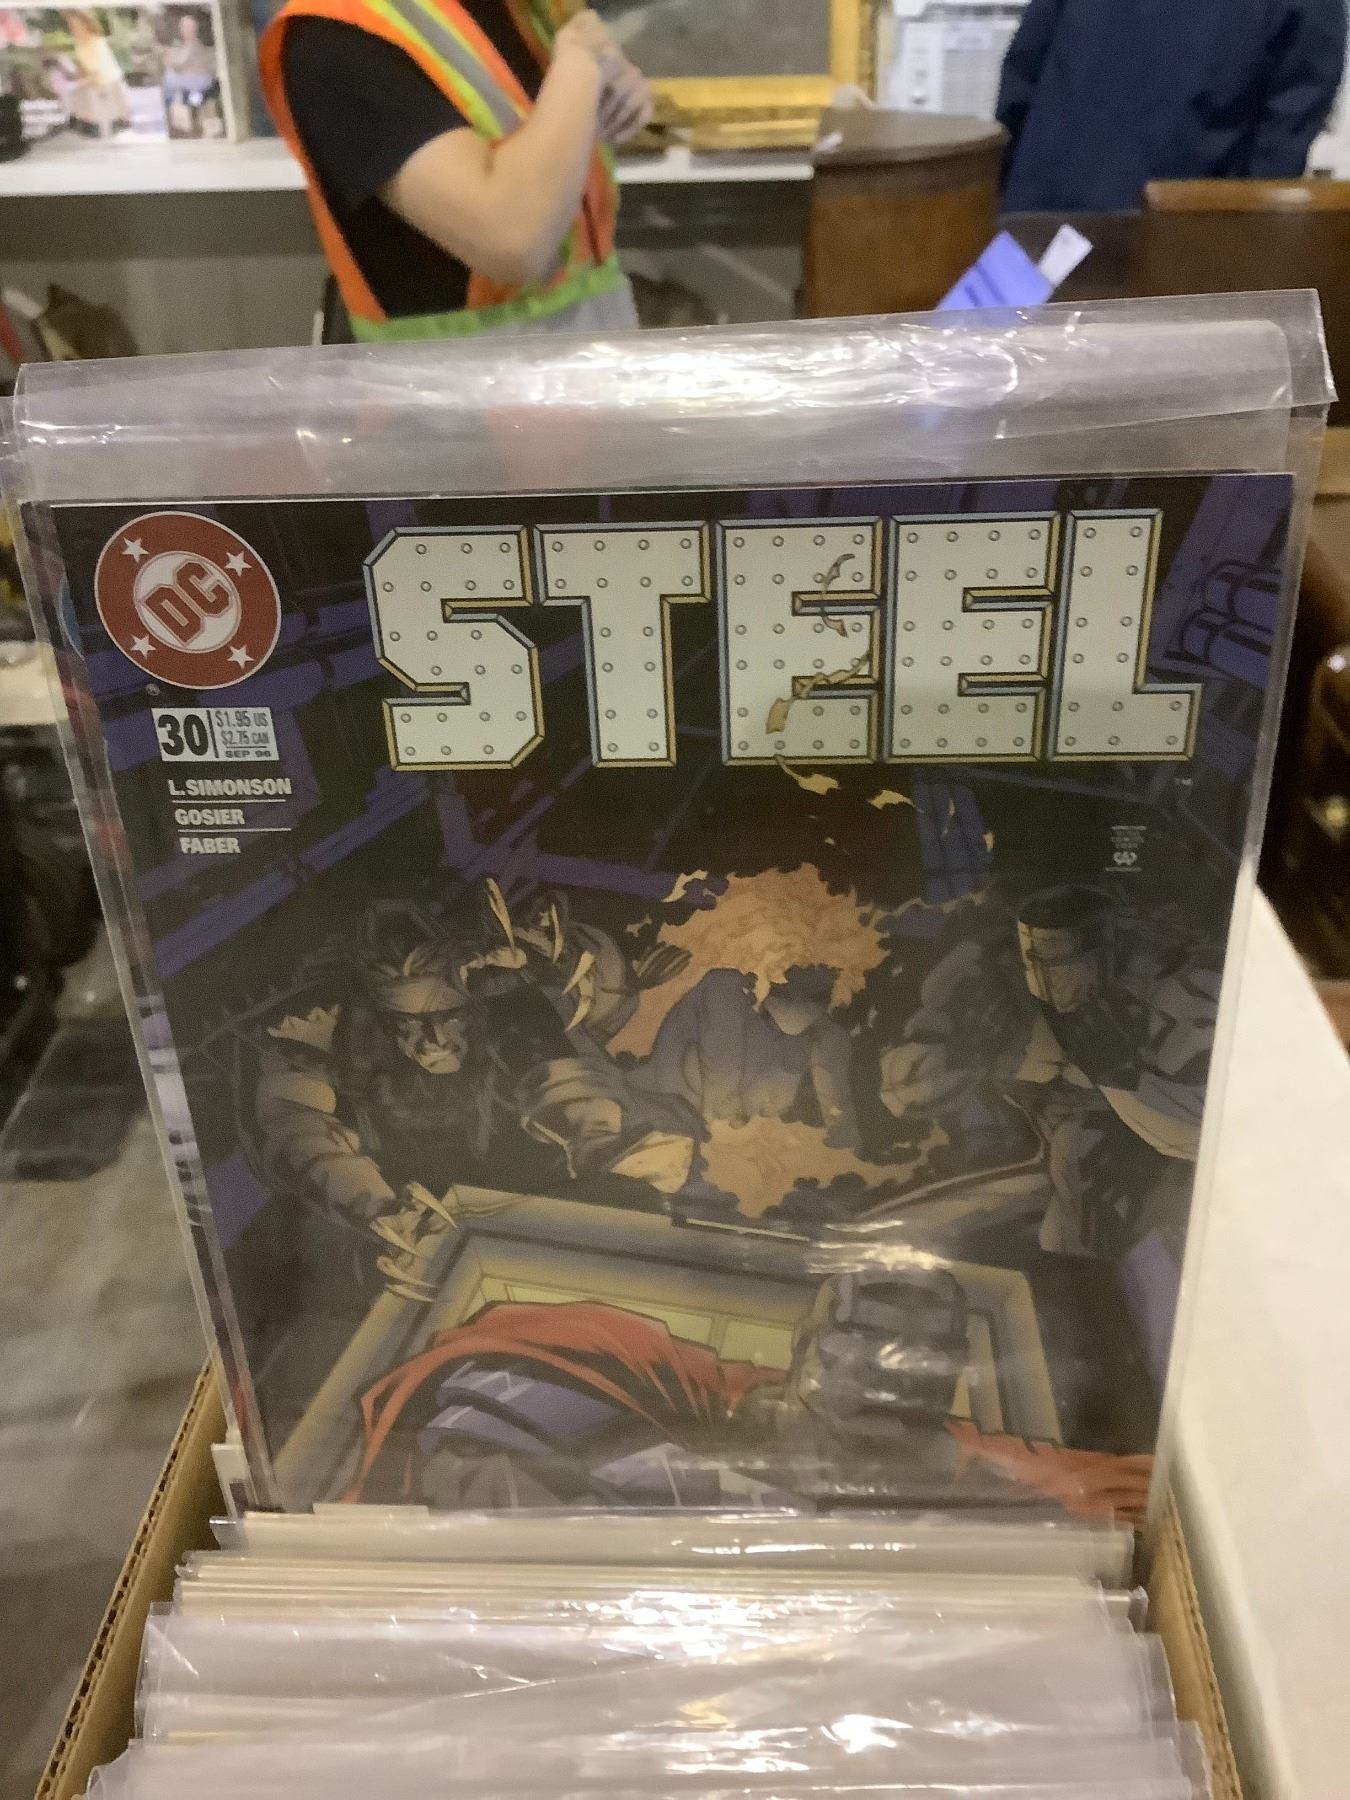 DC
STEEL
30 $1.95 US
$2.75 CAN
SEP 96
L.SIMONSON
GOSIER
FABER